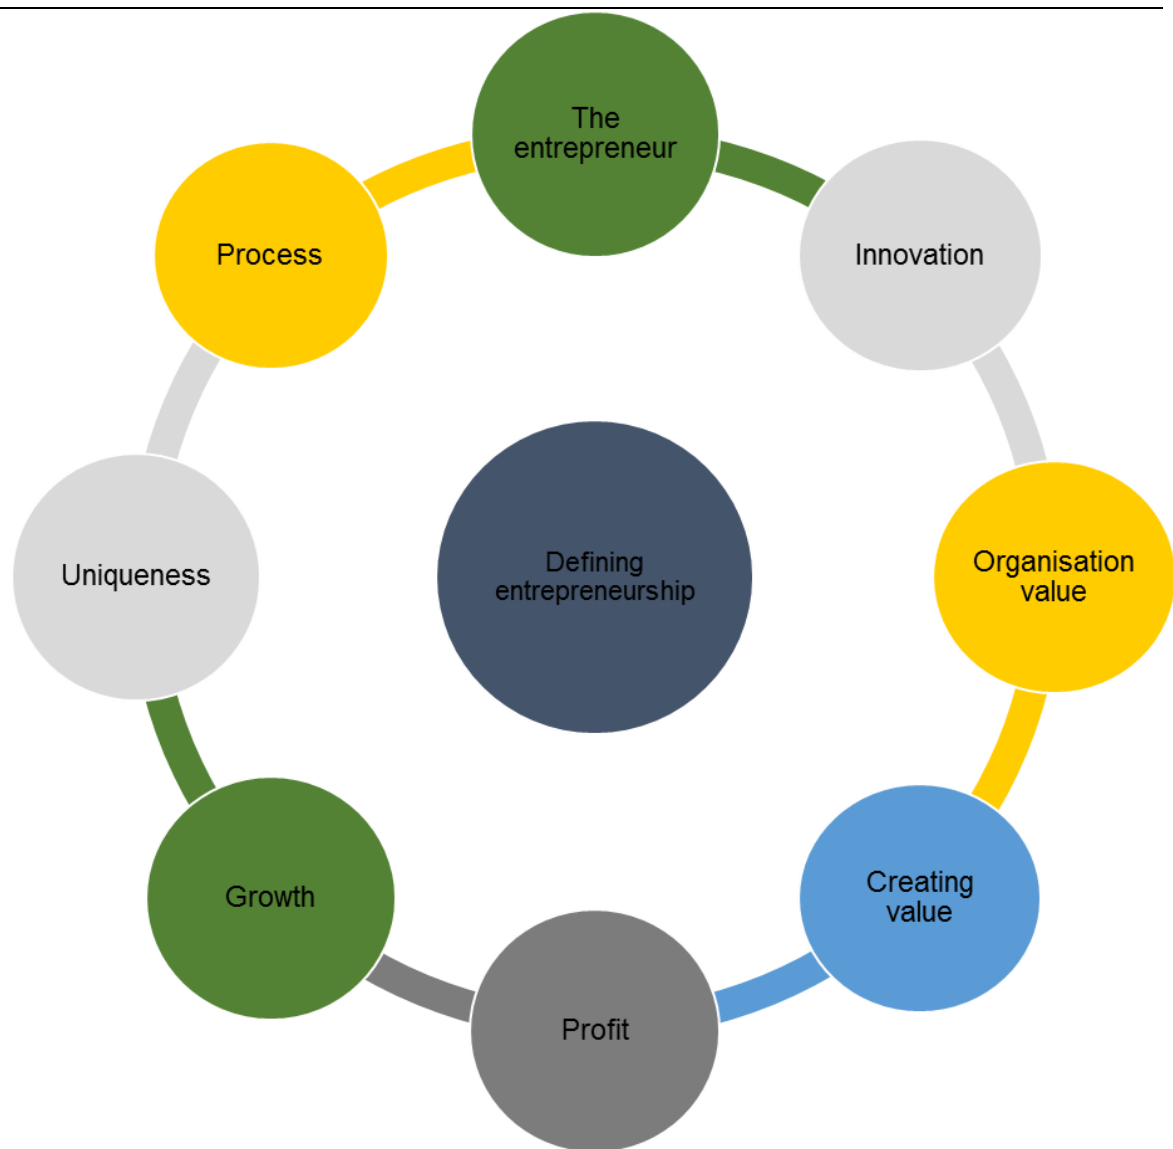 The
entrepreneur
Innovation
Organisation
value
Creating
value
Profit
Growth
Uniqueness
Process
Defining
entrepreneurship